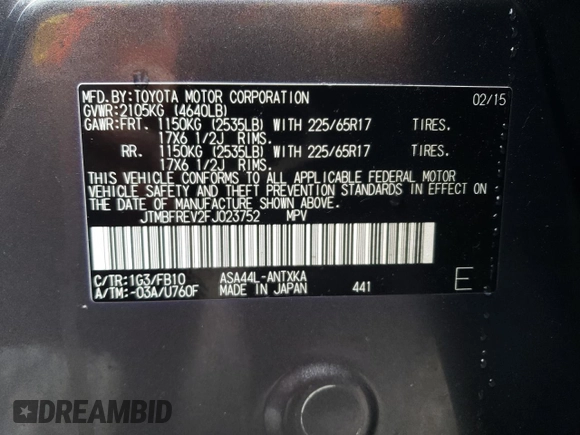 MFD.BY:TOYOTA MOTOR CORPORATION 02/15
GVWR:2105KG (4640LB)
GAWR:FRT. 1150KG (2535LB) WITH 225/65R17 TIRES.
17X6 1/2J RIMS.
RR. 1150KG (2535LB) WITH 225/65R17 TIRES.
17X6 1/2J RIMS.
THIS VEHICLE CONFORMS TO ALL APPLICABLE FEDERAL MOTOR
VEHICLE SAFETY AND THEFT PREVENTION STANDARDS IN EFFECT ON
THE DATE OF MANUFACTURE SHOWN ABOVE.
JTMBFREV2FJ023752 MPV
C/TR:1G3/FB10 ASA44L-ANTXKA
A/TM:-03A/U760F MADE IN JAPAN 441 E
DREAMBID